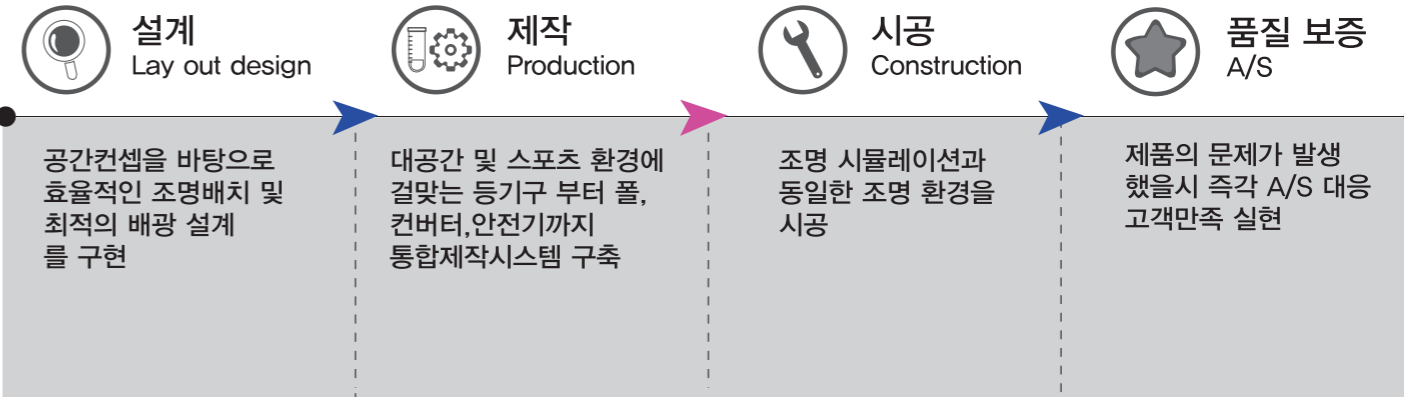 설계
Lay out design
제작
Production
시공
Construction
품질 보증
A/S
공간컨셉을 바탕으로
효율적인 조명배치 및
최적의 배광 설계
를 구현
대공간 및 스포츠 환경에
걸맞는 등기구 부터 폴,
컨버터,안전기까지
통합제작시스템 구축
조명 시뮬레이션과
동일한 조명 환경을
시공
제품의 문제가 발생
했을시 즉각 A/S 대응
고객만족 실현